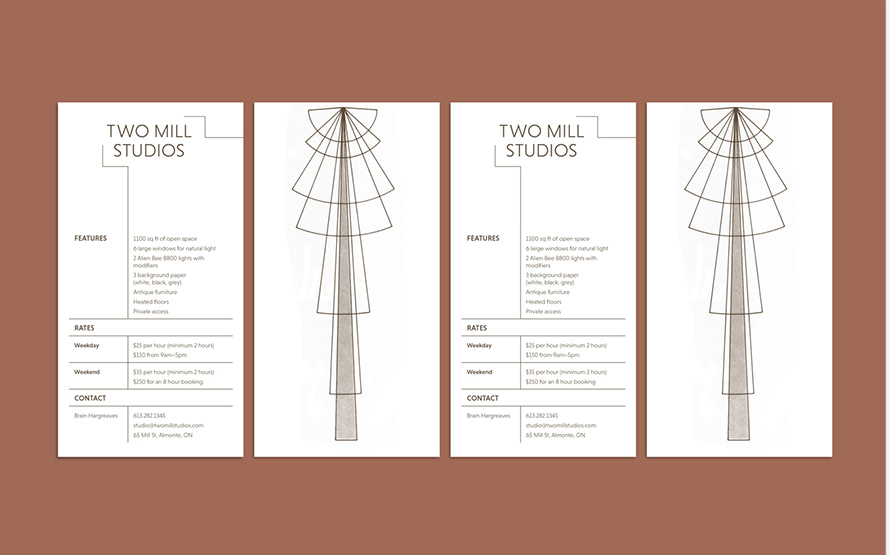 TWO MILL
STUDIOS
FEATURES
1100 sq ft of open space
6 large windows for natural light
2 Alien Bee B800 lights with
modifiers
3 background paper
(white, black, grey)
Antique furniture
Heated floors
Private access
RATES
Weekday
$25 per hour (minimum 2 hours)
$150 from 9am–5pm
Weekend
$35 per hour (minimum 2 hours)
$250 for an 8 hour booking
CONTACT
Brain Hargreaves
613.282.1345
studio@twomillstudios.com
65 Mill St, Almonte, ON
TWO MILL
STUDIOS
FEATURES
1100 sq ft of open space
6 large windows for natural light
2 Alien Bee B800 lights with
modifiers
3 background paper
(white, black, grey)
Antique furniture
Heated floors
Private access
RATES
Weekday
$25 per hour (minimum 2 hours)
$150 from 9am–5pm
Weekend
$35 per hour (minimum 2 hours)
$250 for an 8 hour booking
CONTACT
Brain Hargreaves
613.282.1345
studio@twomillstudios.com
65 Mill St, Almonte, ON